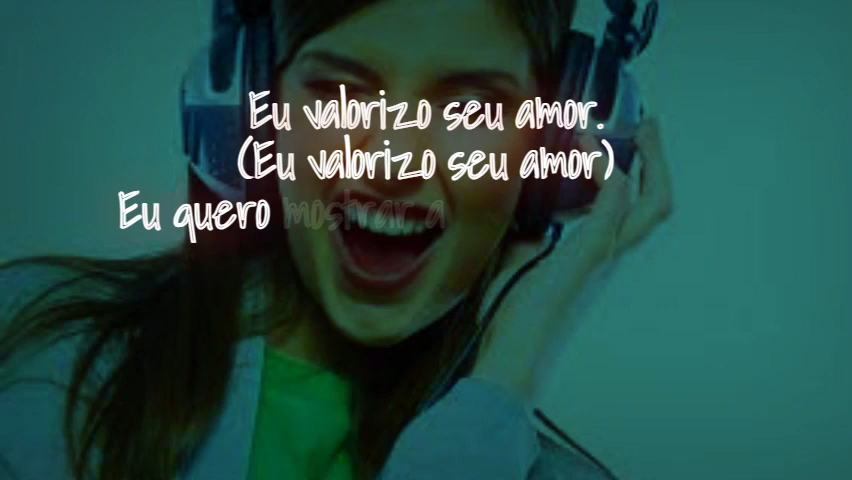 Eu valorizo seu amor.
(Eu valorizo seu amor)
Eu quero mostrar a